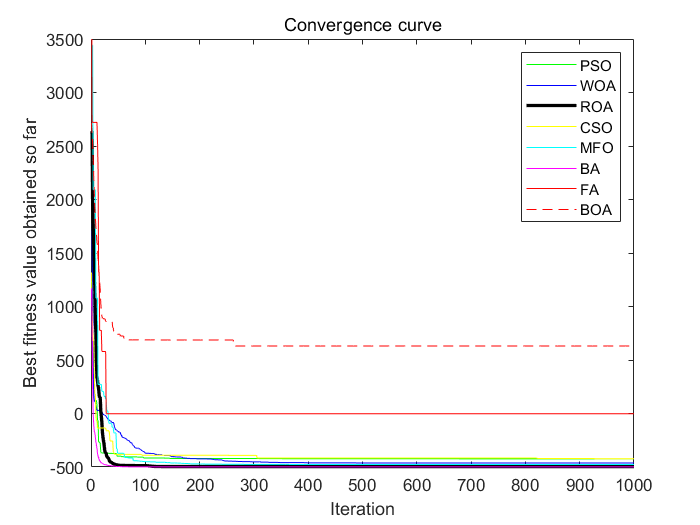 Convergence curve
Best fitness value obtained so far
3500
3000
2500
2000
1500
1000
500
0
-500
PSO
WOA
ROA
CSO
MFO
BA
FA
BOA
0 100 200 300 400 500 600 700 800 900 1000
Iteration